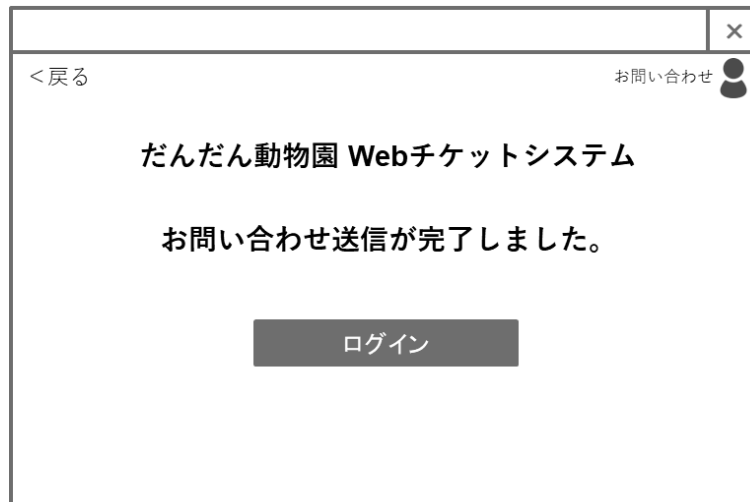 <戻る
お問い合わせ
だんだん動物園 Webチケットシステム
お問い合わせ送信が完了しました。
ログイン